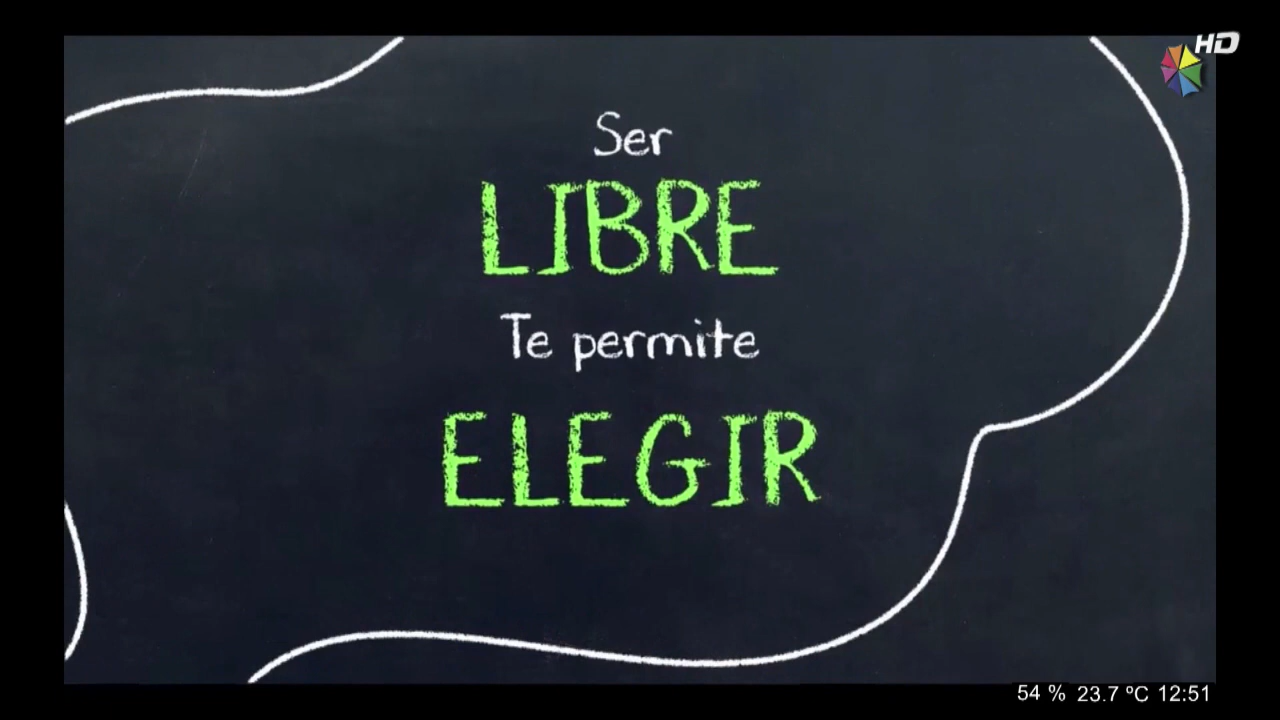 HD
Ser
LIBRE
Te permite
ELEGIR
54 % 23.7 ºC 12:51